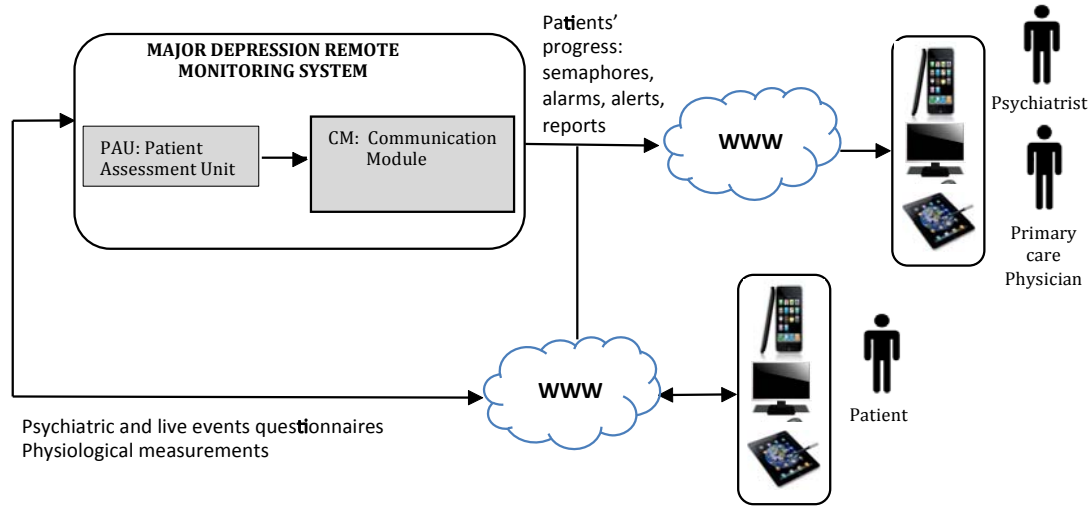 MAJOR DEPRESSION REMOTE
MONITORING SYSTEM
PAU: Patient
Assessment Unit
CM: Communication
Module
Patients’
progress:
semaphores,
alarms, alerts,
reports
WWW
Psychiatrist
Primary
care
Physician
WWW
Patient
Psychiatric and live events questionnaires
Physiological measurements